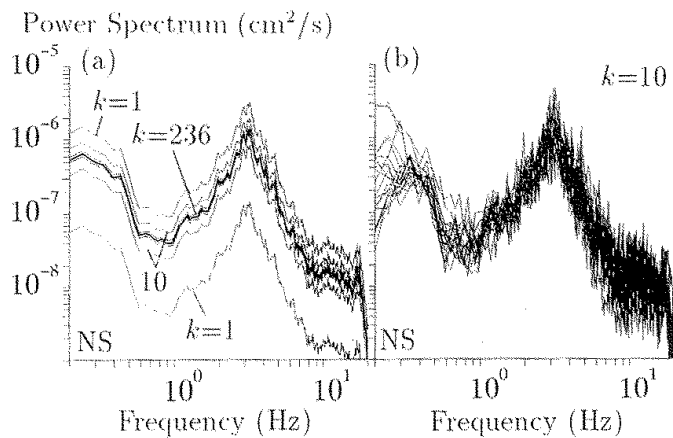 Power Spectrum (cm²/s)
10⁻⁵ (a) (b) k=10
k=1
10⁻⁶ k=236
10⁻⁷
10
10⁻⁸ k=1
NS NS
10⁰ 10¹ 10⁰ 10¹
Frequency (Hz) Frequency (Hz)